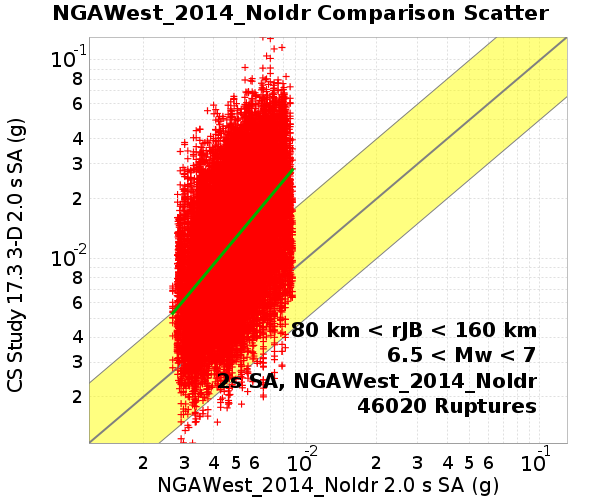 NGAWest_2014_NoIdr Comparison Scatter
CS Study 17.3 3-D 2.0 s SA (g)
10-1
8
6
4
3
2
10-2
8
6
4
3
2
80 km < rJB < 160 km
6.5 < Mw < 7
2s SA, NGAWest_2014_NoIdr
46020 Ruptures
2 3 4 5 6 10-2 2 3 4 5 6 10-1
NGAWest_2014_NoIdr 2.0 s SA (g)